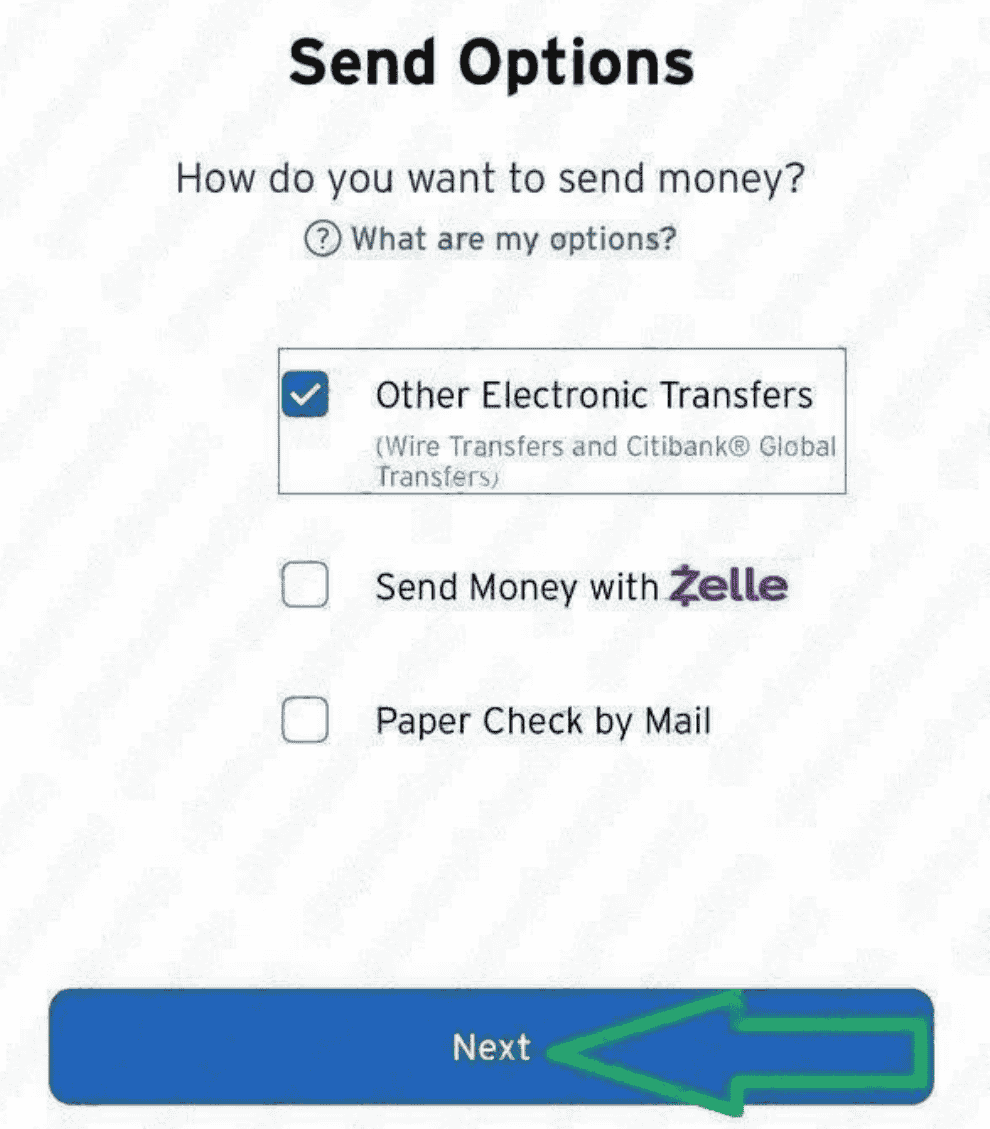 Send Options
How do you want to send money?
? What are my options?
Other Electronic Transfers
(Wire Transfers and Citibank® Global
Transfers)
Send Money with Zelle
Paper Check by Mail
Next